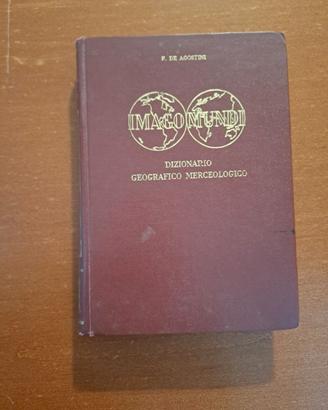 F. DE AGOSTINI
IMAGO MUNDI
DIZIONARIO
GEOGRAFICO MERCEOLOGICO